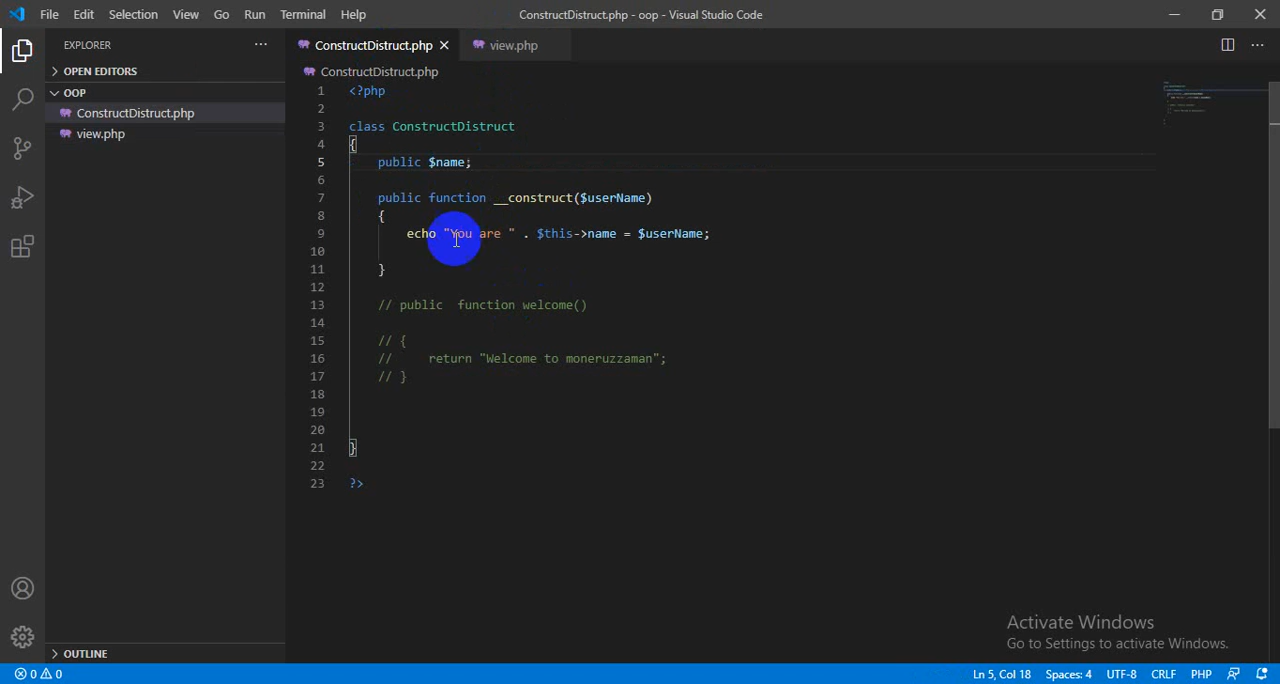 File Edit Selection View Go Run Terminal Help
ConstructDistruct.php - oop - Visual Studio Code
EXPLORER
OPEN EDITORS
OOP
ConstructDistruct.php
view.php
OUTLINE
ConstructDistruct.php view.php
ConstructDistruct.php
1 <?php
2
3 class ConstructDistruct
4 {
5 public $name;
6
7 public function __construct($userName)
8 {
9 echo "You are " . $this->name = $userName;
10
11 }
12
13 // public  function welcome()
14
15 // {
16 //     return "Welcome to moneruzzaman";
17 // }
18
19
20
21 }
22
23 ?>
Activate Windows
Go to Settings to activate Windows.
0 0 Ln 5, Col 18 Spaces: 4 UTF-8 CRLF PHP